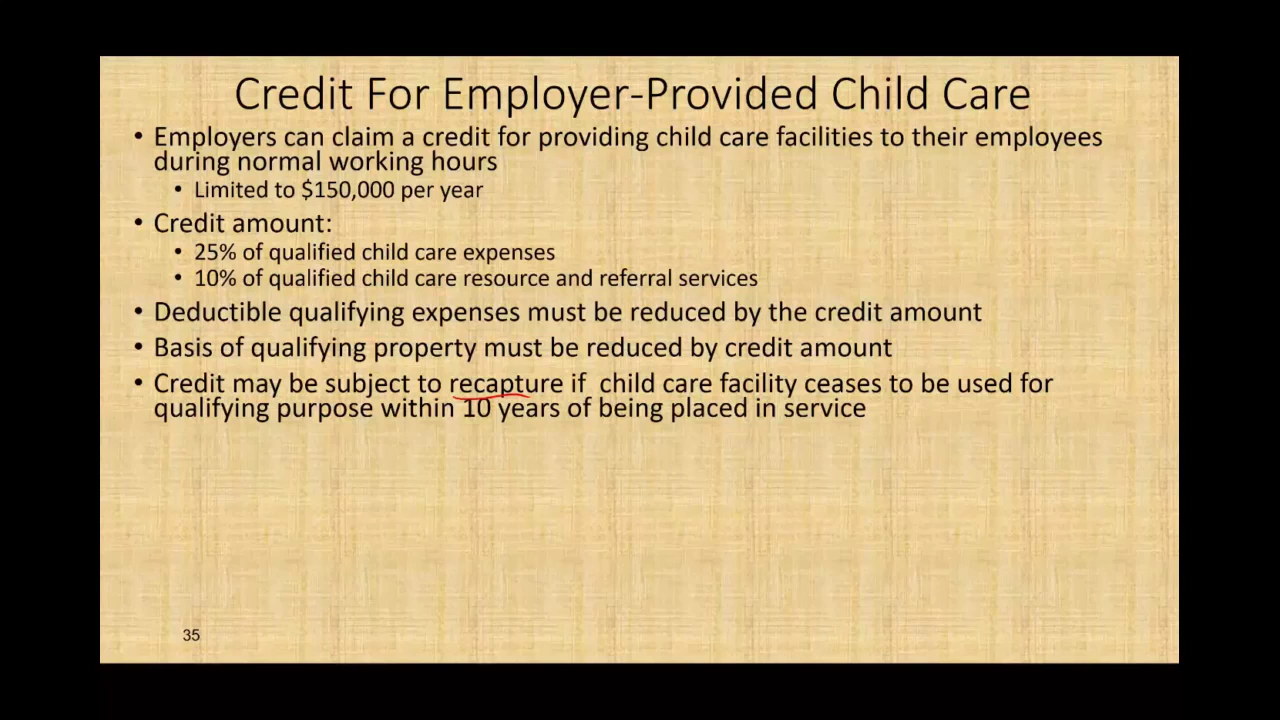 Credit For Employer-Provided Child Care
• Employers can claim a credit for providing child care facilities to their employees
during normal working hours
• Limited to $150,000 per year
• Credit amount:
• 25% of qualified child care expenses
• 10% of qualified child care resource and referral services
• Deductible qualifying expenses must be reduced by the credit amount
• Basis of qualifying property must be reduced by credit amount
• Credit may be subject to recapture if  child care facility ceases to be used for
qualifying purpose within 10 years of being placed in service
35